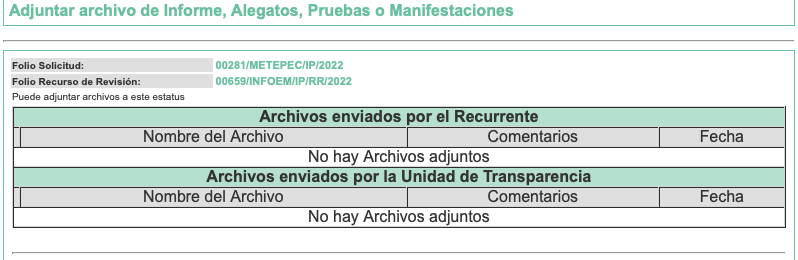 Adjuntar archivo de Informe, Alegatos, Pruebas o Manifestaciones
Folio Solicitud: 00281/METEPEC/IP/2022
Folio Recurso de Revisión: 00659/INFOEM/IP/RR/2022
Puede adjuntar archivos a este estatus
Archivos enviados por el Recurrente
Nombre del Archivo Comentarios Fecha
No hay Archivos adjuntos
Archivos enviados por la Unidad de Transparencia
Nombre del Archivo Comentarios Fecha
No hay Archivos adjuntos